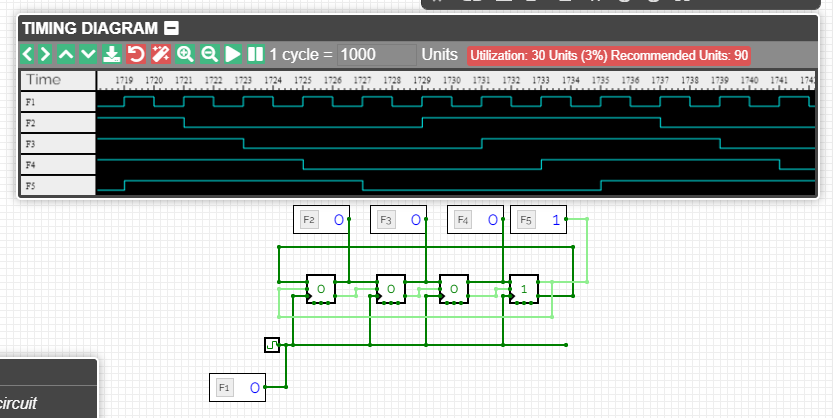 TIMING DIAGRAM
1 cycle = 1000 Units Utilization: 30 Units (3%) Recommended Units: 90
Time 1719 1720 1721 1722 1723 1724 1725 1726 1727 1728 1729 1730 1731 1732 1733 1734 1735 1736 1737 1738 1739 1740 1741 174
F1
F2
F3
F4
F5
F2 0 F3 0 F4 0 F5 1
0 0 0 1
F1 0
circuit